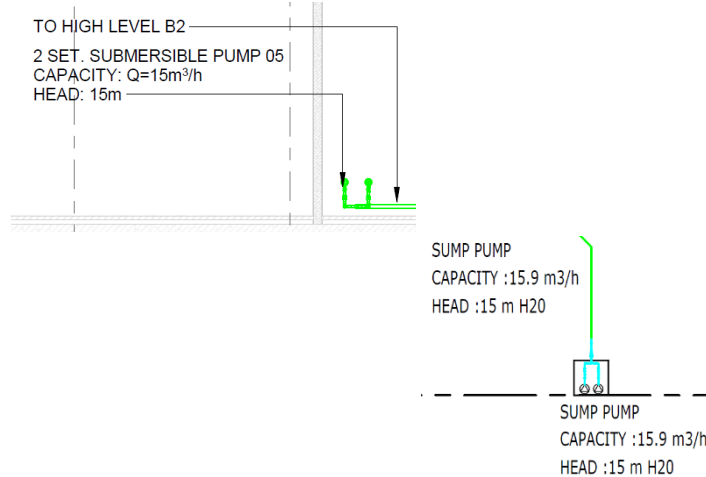 TO HIGH LEVEL B2
2 SET. SUBMERSIBLE PUMP 05
CAPACITY: Q=15m³/h
HEAD: 15m
SUMP PUMP
CAPACITY :15.9 m3/h
HEAD :15 m H20
SUMP PUMP
CAPACITY :15.9 m3/h
HEAD :15 m H20